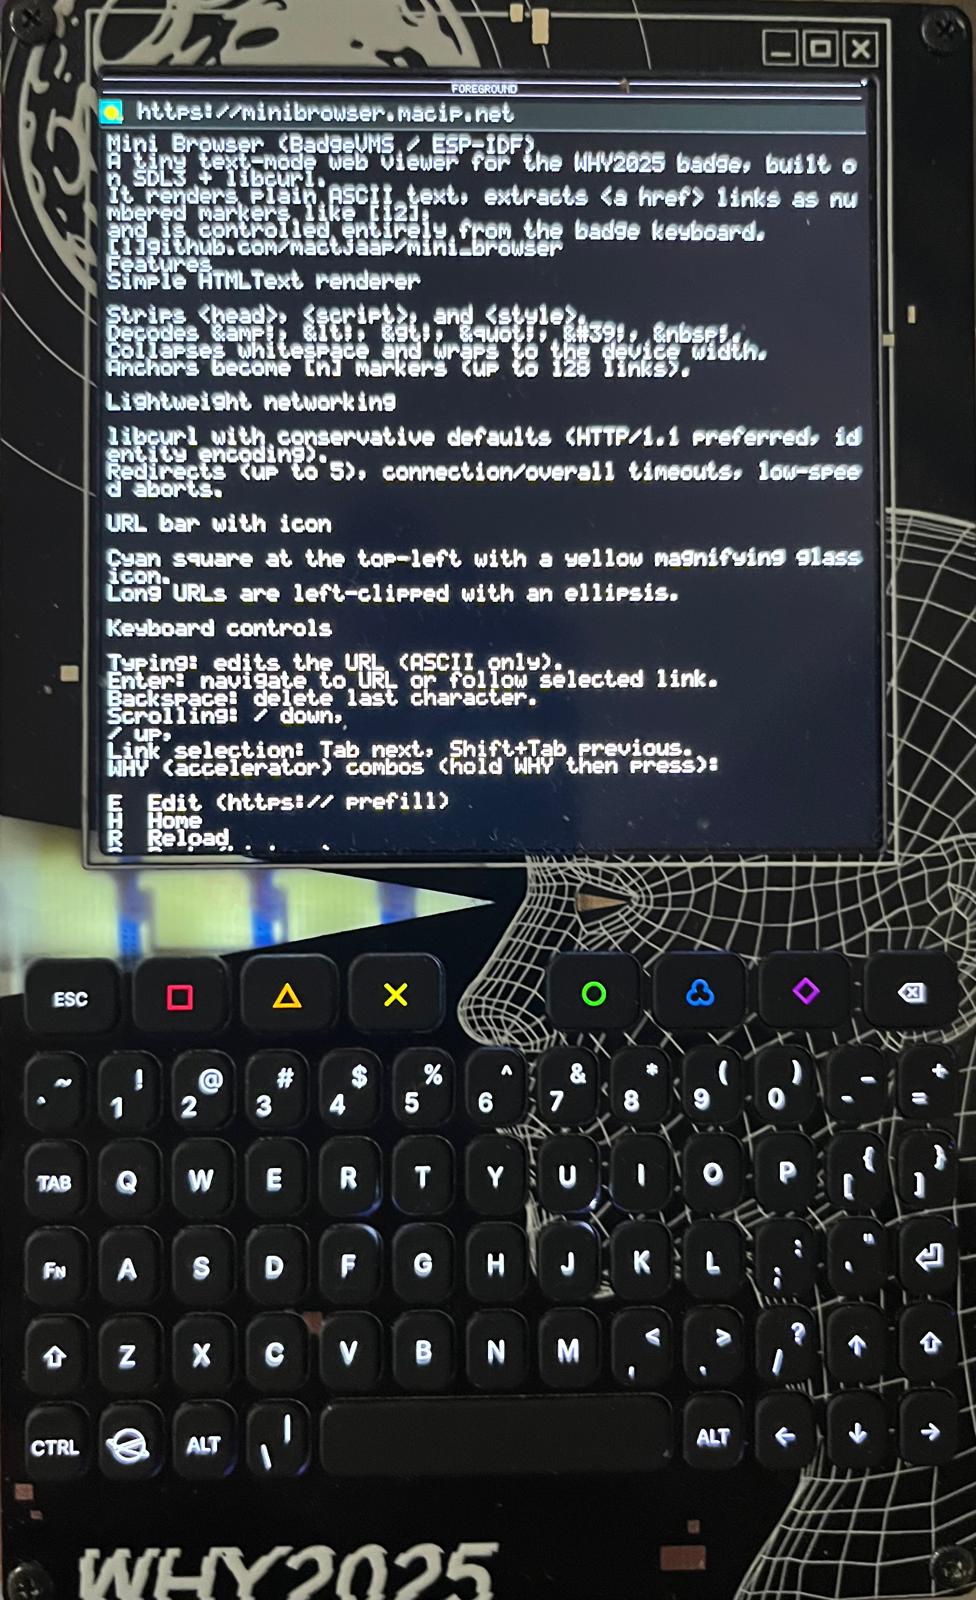 FOREGROUND
https://minibrowser.macip.net
Mini Browser (BadgeVMS / ESP-IDF)
A tiny text-mode web viewer for the WHY2025 badge, built o
n SDL3 + libcurl.
It renders plain ASCII text, extracts <a href> links as nu
mbered markers like [12],
and is controlled entirely from the badge keyboard.
[1]github.com/mactjaap/mini_browser
Features
Simple HTMLText renderer
Strips <head>, <script>, and <style>.
Decodes &amp;, &lt;, &gt;, &quot;, &#39;, &nbsp;.
Collapses whitespace and wraps to the device width.
Anchors become [n] markers (up to 128 links).
Lightweight networking
libcurl with conservative defaults (HTTP/1.1 preferred, id
entity encoding).
Redirects (up to 5), connection/overall timeouts, low-spee
d aborts.
URL bar with icon
Cyan square at the top-left with a yellow magnifying glass
icon.
Long URLs are left-clipped with an ellipsis.
Keyboard controls
Typing: edits the URL (ASCII only).
Enter: navigate to URL or follow selected link.
Backspace: delete last character.
Scrolling: / down,
/ up,
Link selection: Tab next, Shift+Tab previous.
WHY (accelerator) combos (hold WHY then press):
E Edit (https:// prefill)
H Home
R Reload
ESC
~ ! @ # $ % ^ & * ( ) _ +
` 1 2 3 4 5 6 7 8 9 0 - =
TAB Q W E R T Y U I O P [ { ] }
FN A S D F G H J K L ; : ' "
Z X C V B N M , < . > / ?
CTRL ALT \ | ALT
WHY2025